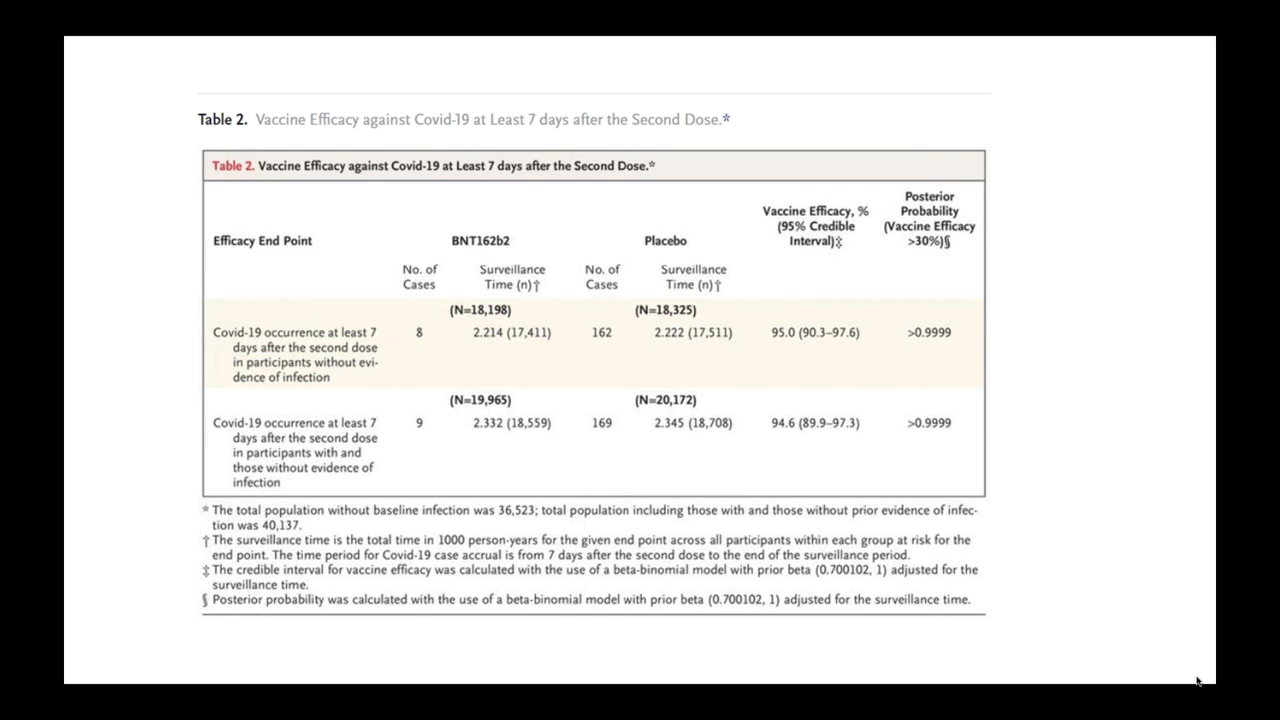 Table 2. Vaccine Efficacy against Covid-19 at Least 7 days after the Second Dose.*
Table 2. Vaccine Efficacy against Covid-19 at Least 7 days after the Second Dose.*
Efficacy End Point
BNT162b2
Placebo
Vaccine Efficacy, %
(95% Credible
Interval)‡
Posterior
Probability
(Vaccine Efficacy
>30%)§
No. of
Cases
Surveillance
Time (n)†
No. of
Cases
Surveillance
Time (n)†
(N=18,198) (N=18,325)
Covid-19 occurrence at least 7 8 2.214 (17,411) 162 2.222 (17,511) 95.0 (90.3–97.6) >0.9999
days after the second dose
in participants without evi-
dence of infection
(N=19,965) (N=20,172)
Covid-19 occurrence at least 7 9 2.332 (18,559) 169 2.345 (18,708) 94.6 (89.9–97.3) >0.9999
days after the second dose
in participants with and
those without evidence of
infection
* The total population without baseline infection was 36,523; total population including those with and those without prior evidence of infec-
tion was 40,137.
† The surveillance time is the total time in 1000 person-years for the given end point across all participants within each group at risk for the
end point. The time period for Covid-19 case accrual is from 7 days after the second dose to the end of the surveillance period.
‡ The credible interval for vaccine efficacy was calculated with the use of a beta-binomial model with prior beta (0.700102, 1) adjusted for the
surveillance time.
§ Posterior probability was calculated with the use of a beta-binomial model with prior beta (0.700102, 1) adjusted for the surveillance time.